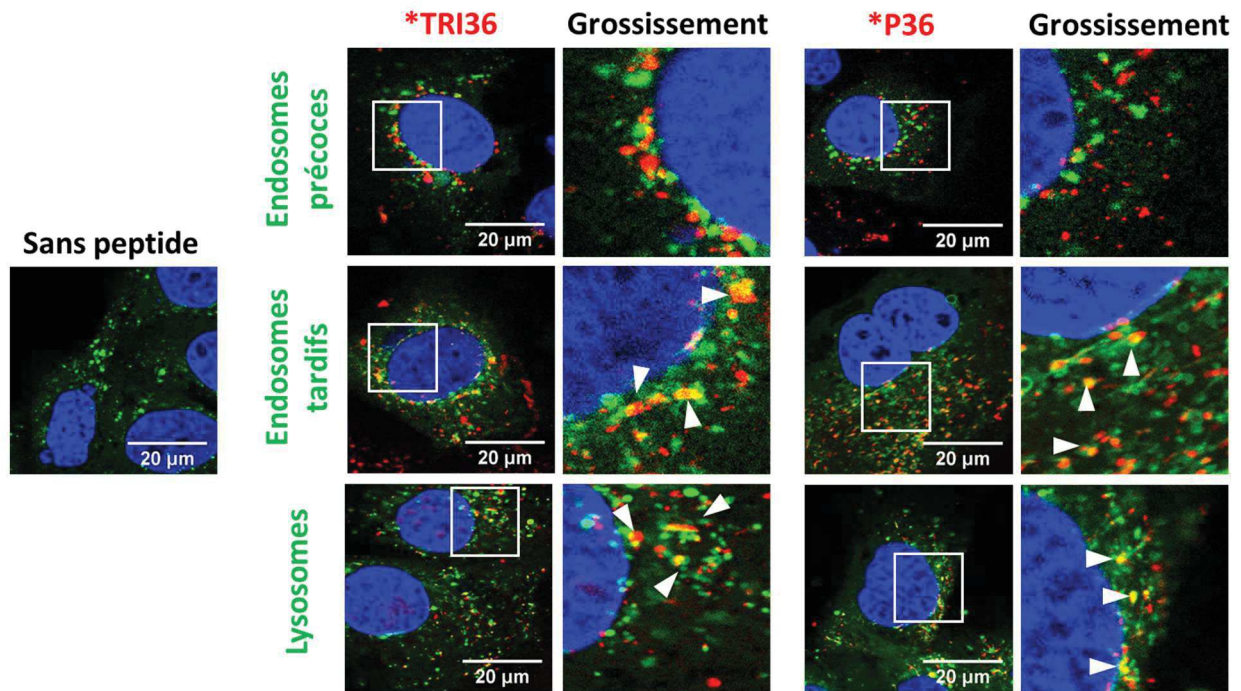 *TRI36
Grossissement
*P36
Grossissement
Endosomes
précoces
20 µm
20 µm
Sans peptide
20 µm
Endosomes
tardifs
20 µm
20 µm
Lysosomes
20 µm
20 µm